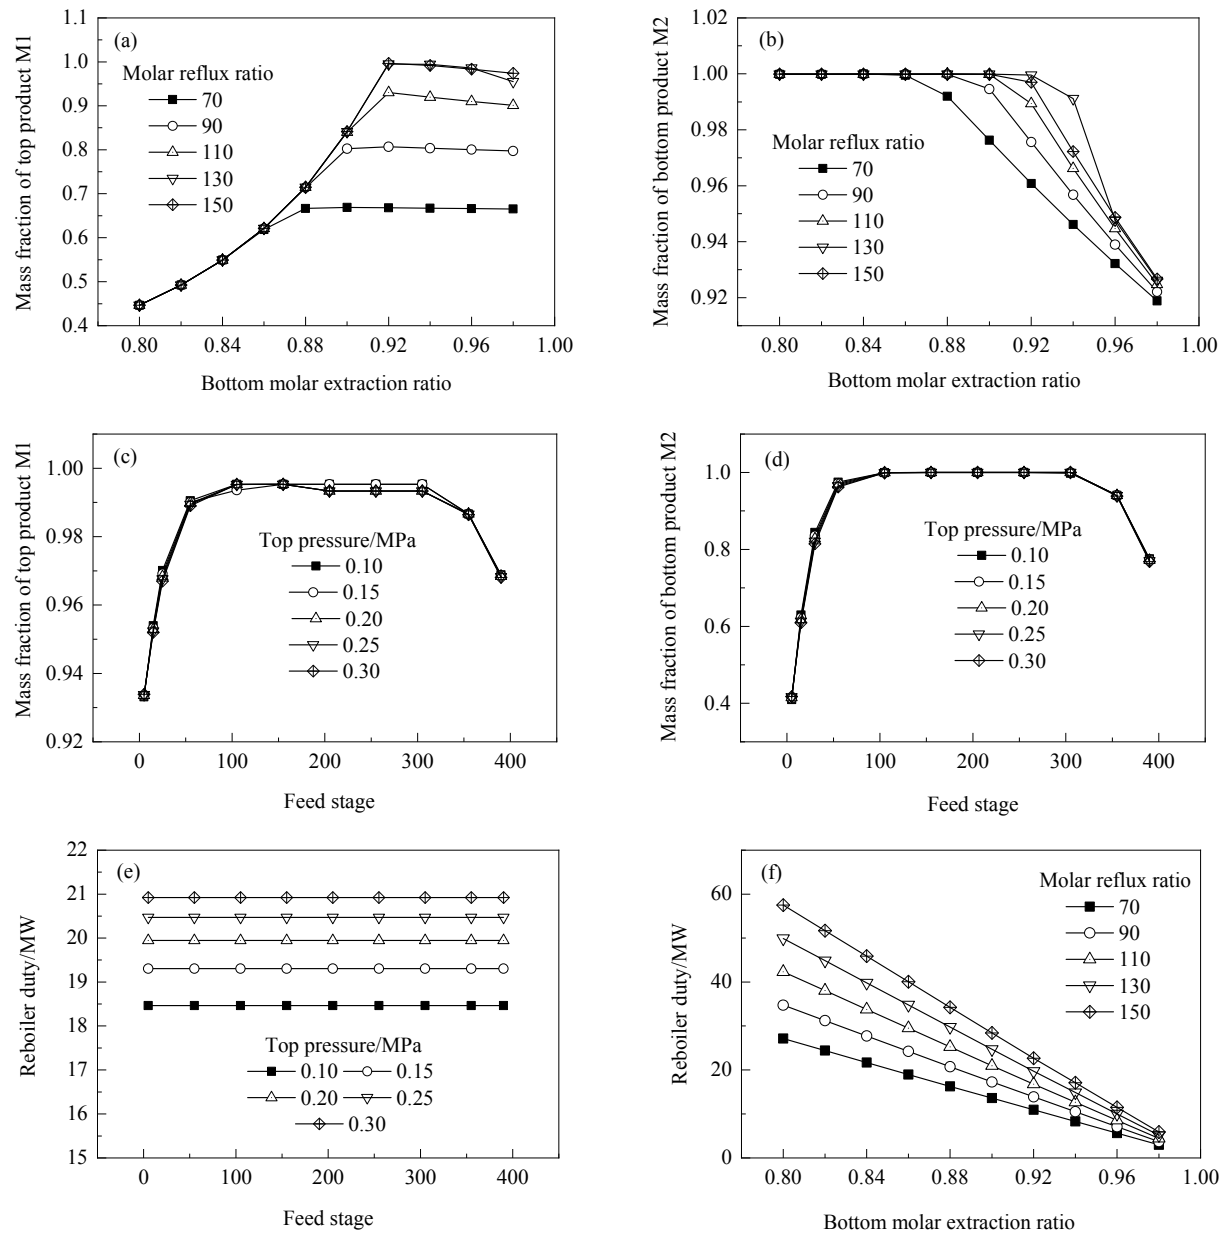 (a)
Mass fraction of top product M1
1.1
1.0
0.9
0.8
0.7
0.6
0.5
0.4
Molar reflux ratio
70
90
110
130
150
0.80 0.84 0.88 0.92 0.96 1.00
Bottom molar extraction ratio
(b)
Mass fraction of bottom product M2
1.02
1.00
0.98
0.96
0.94
0.92
Molar reflux ratio
70
90
110
130
150
0.80 0.84 0.88 0.92 0.96 1.00
Bottom molar extraction ratio
(c)
Mass fraction of top product M1
1.00
0.98
0.96
0.94
0.92
Top pressure/MPa
0.10
0.15
0.20
0.25
0.30
0 100 200 300 400
Feed stage
(d)
Mass fraction of bottom product M2
1.0
0.8
0.6
0.4
Top pressure/MPa
0.10
0.15
0.20
0.25
0.30
0 100 200 300 400
Feed stage
(e)
Reboiler duty/MW
22
21
20
19
18
17
16
15
Top pressure/MPa
0.10 0.15
0.20 0.25
0.30
0 100 200 300 400
Feed stage
(f)
Reboiler duty/MW
60
40
20
0
Molar reflux ratio
70
90
110
130
150
0.80 0.84 0.88 0.92 0.96 1.00
Bottom molar extraction ratio